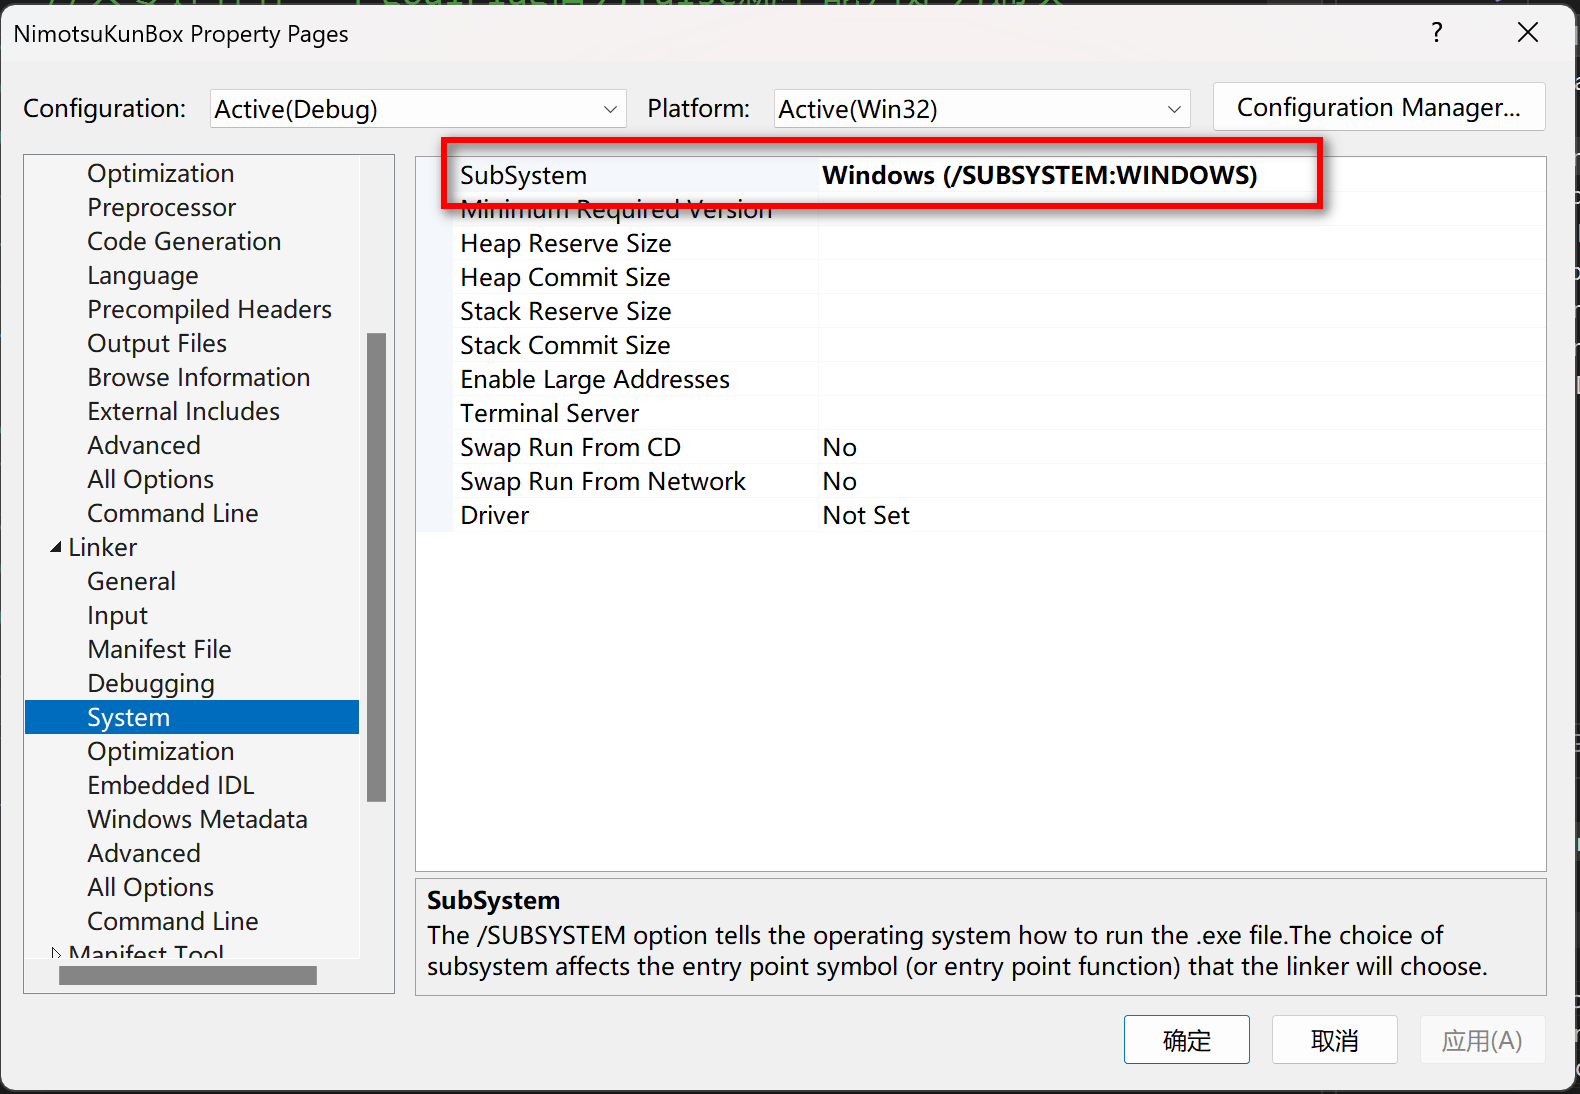 NimotsuKunBox Property Pages
?
Configuration: Active(Debug) Platform: Active(Win32) Configuration Manager...
Optimization
Preprocessor
Code Generation
Language
Precompiled Headers
Output Files
Browse Information
External Includes
Advanced
All Options
Command Line
Linker
General
Input
Manifest File
Debugging
System
Optimization
Embedded IDL
Windows Metadata
Advanced
All Options
Command Line
Manifest Tool
SubSystem Windows (/SUBSYSTEM:WINDOWS)
Minimum Required Version
Heap Reserve Size
Heap Commit Size
Stack Reserve Size
Stack Commit Size
Enable Large Addresses
Terminal Server
Swap Run From CD No
Swap Run From Network No
Driver Not Set
SubSystem
The /SUBSYSTEM option tells the operating system how to run the .exe file.The choice of
subsystem affects the entry point symbol (or entry point function) that the linker will choose.
确定 取消 应用(A)